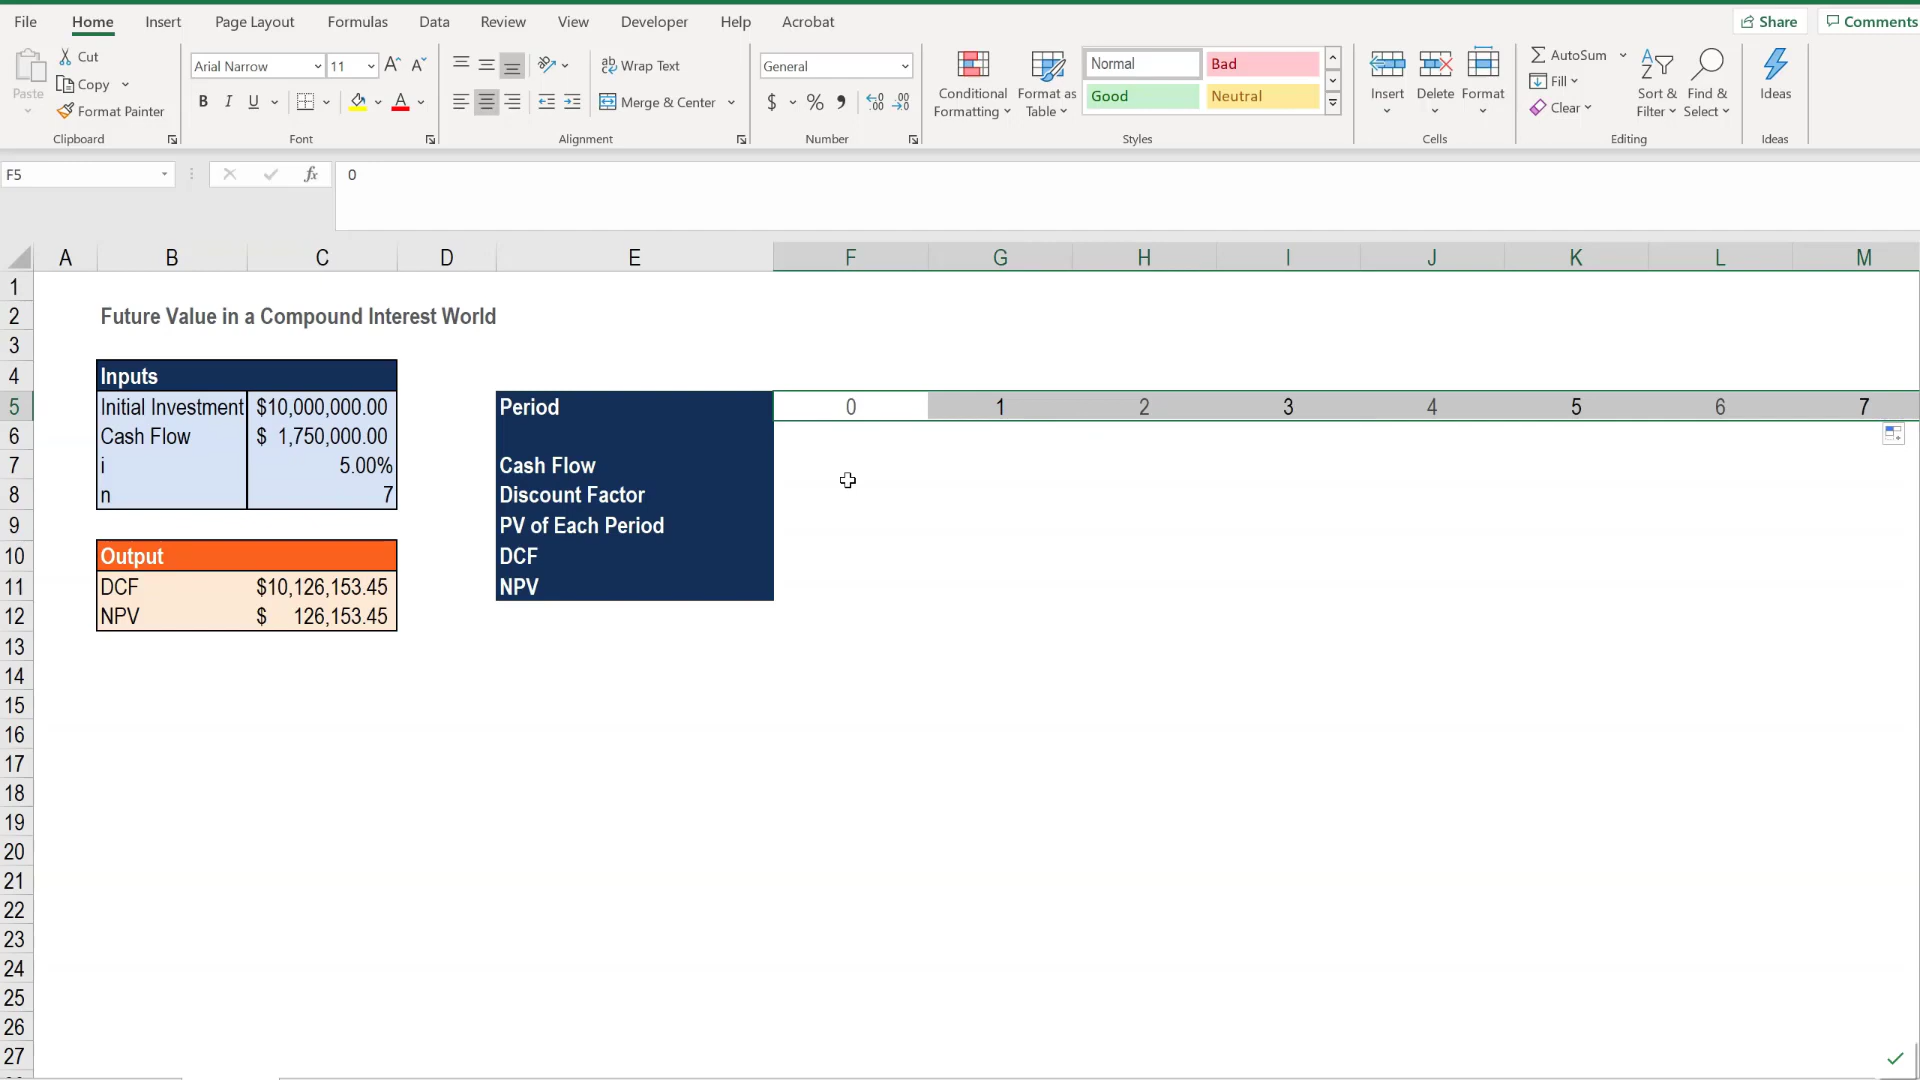 File Home Insert Page Layout Formulas Data Review View Developer Help Acrobat Share Comments
Paste
Cut
Copy
Format Painter
Clipboard
Arial Narrow 11 A A
B I U A
Font
ab Wrap Text
Merge & Center
Alignment
General
$ % , .00 .00
Number
Conditional Formatting
Format as Table
Normal Bad
Good Neutral
Styles
Insert Delete Format
Cells
AutoSum
Fill
Clear
Sort & Filter
Find & Select
Editing
Ideas
Ideas
F5 fx 0
A B C D E F G H I J K L M
1
2 Future Value in a Compound Interest World
3
4 Inputs
5 Initial Investment $10,000,000.00 Period 0 1 2 3 4 5 6 7
6 Cash Flow $ 1,750,000.00
7 i 5.00% Cash Flow
8 n 7 Discount Factor
9 PV of Each Period
10 Output DCF
11 DCF $10,126,153.45 NPV
12 NPV $ 126,153.45
13
14
15
16
17
18
19
20
21
22
23
24
25
26
27